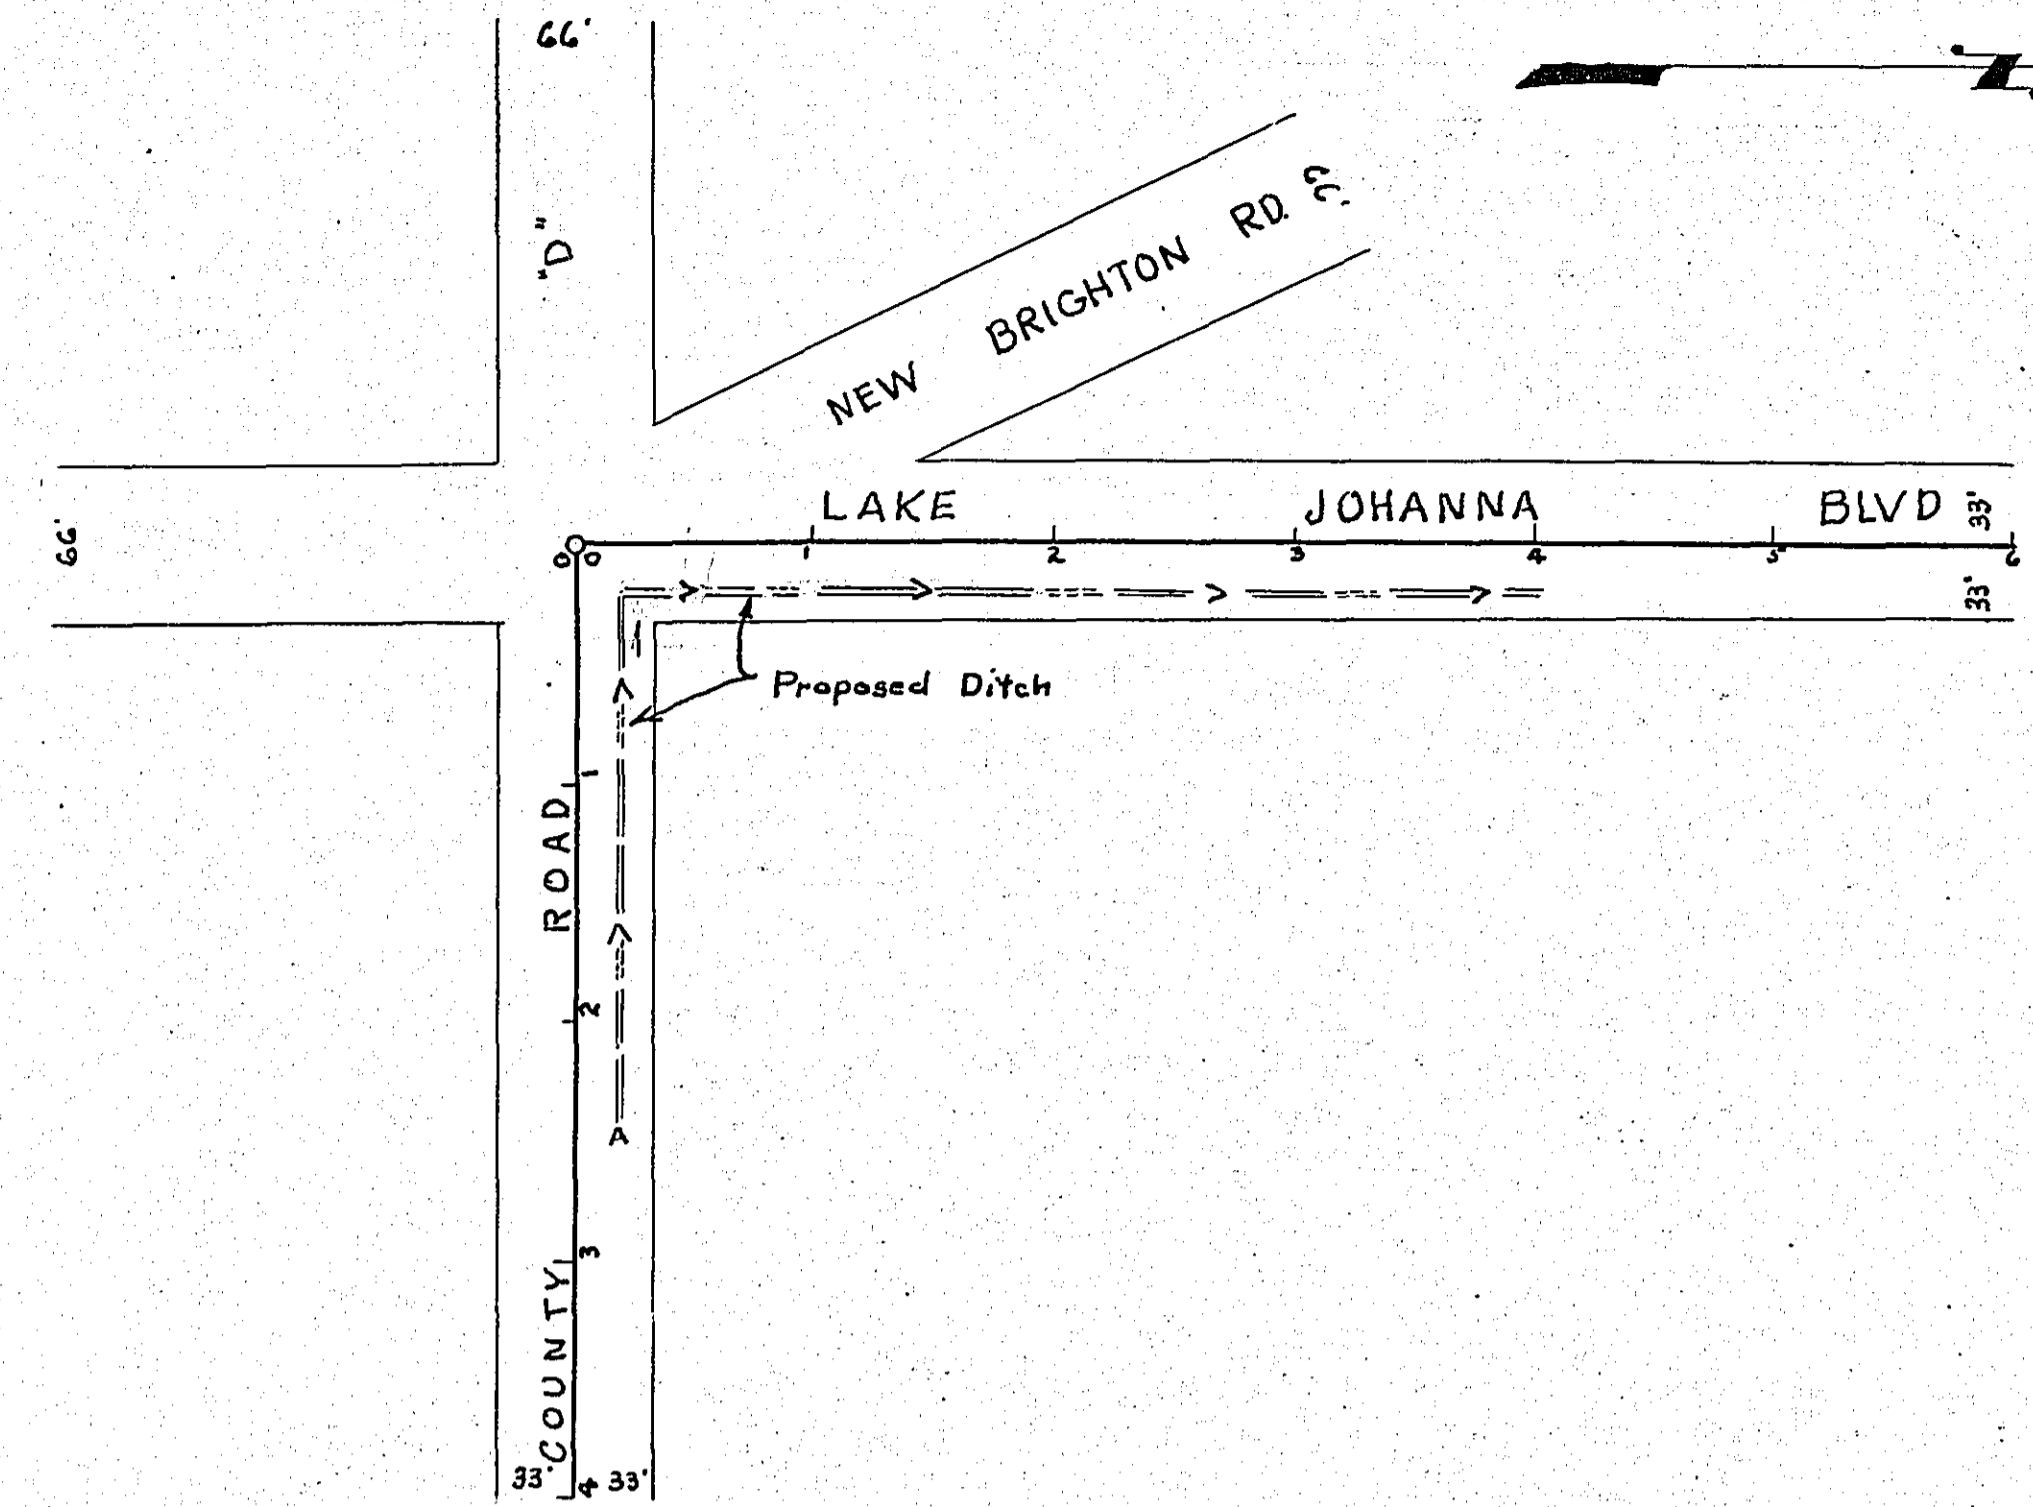 66'
"D"
NEW BRIGHTON RD. 66'
LAKE JOHANNA BLVD 33'
66'
0 0 1 2 3 4 5 6
33'
Proposed Ditch
1
2
3
4
COUNTY ROAD
33' 33'